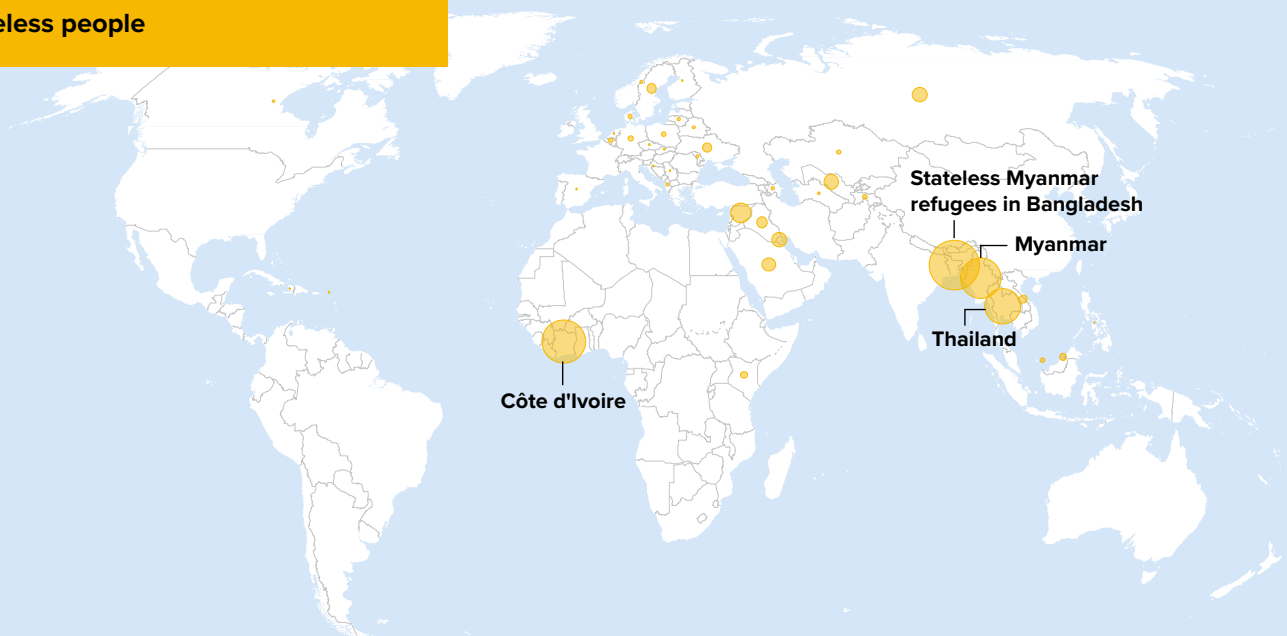 eless people
Stateless Myanmar
refugees in Bangladesh
Myanmar
Thailand
Côte d'Ivoire